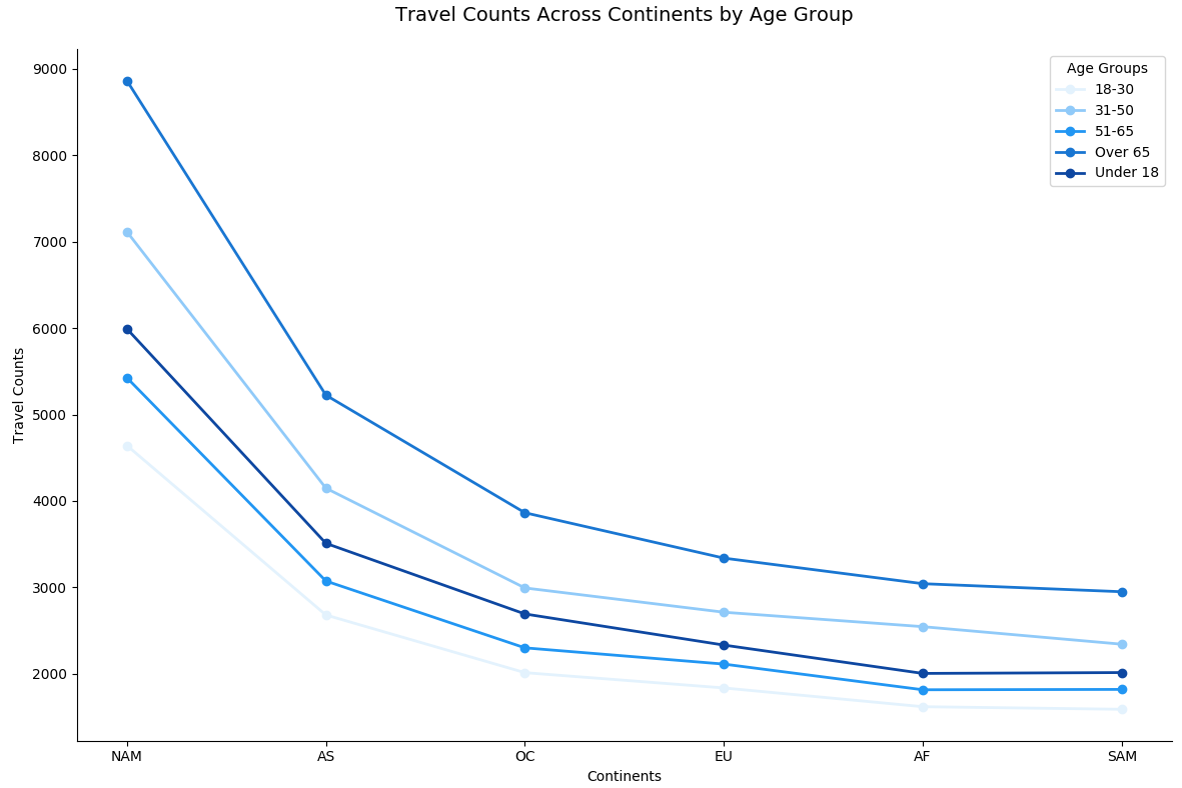 Travel Counts Across Continents by Age Group
Age Groups
18-30
31-50
51-65
Over 65
Under 18
9000
8000
7000
6000
5000
4000
3000
2000
Travel Counts
NAM AS OC EU AF SAM
Continents